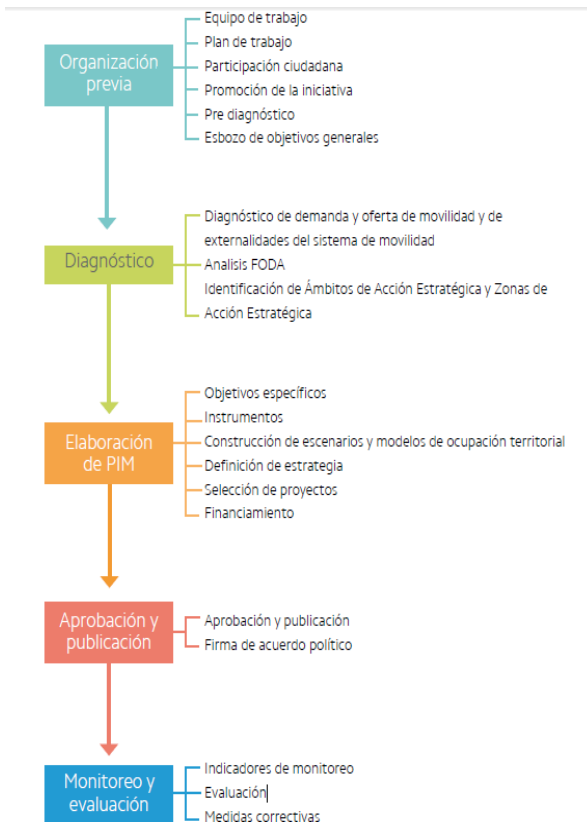 Equipo de trabajo
Plan de trabajo
Organización
previa
Participación ciudadana
Promoción de la iniciativa
Pre diagnóstico
Esbozo de objetivos generales
Diagnóstico de demanda y oferta de movilidad y de
externalidades del sistema de movilidad
Diagnóstico
Analisis FODA
Identificación de Ámbitos de Acción Estratégica y Zonas de
Acción Estratégica
Objetivos específicos
Instrumentos
Elaboración
de PIM
Construcción de escenarios y modelos de ocupación territorial
Definición de estrategia
Selección de proyectos
Financiamiento
Aprobación y
publicación
Aprobación y publicación
Firma de acuerdo político
Monitoreo y
evaluación
Indicadores de monitoreo
Evaluación
Medidas correctivas